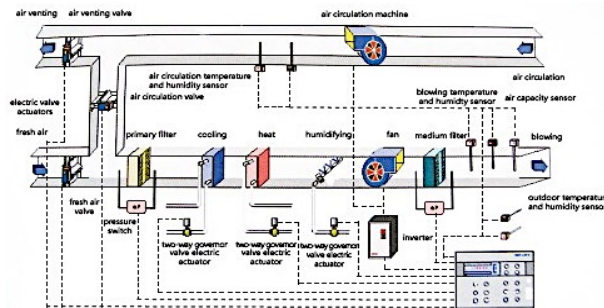 air venting
air venting valve
air circulation machine
air circulation temperature
and humidity sensor
air circulation
electric valve
actuators
air circulation valve
blowing temperature
and humidty sensor
air capacity sensor
fresh air
primary filter
cooling
heat
humidifying
fan
medium filter
blowing
fresh air
valve
pressure
switch
outdoor temperature
and humidity sensor
two-way governor
valve electric
actuator
two-way governor
valve electric
actuator
two-way governor
valve electric
actuator
inverter